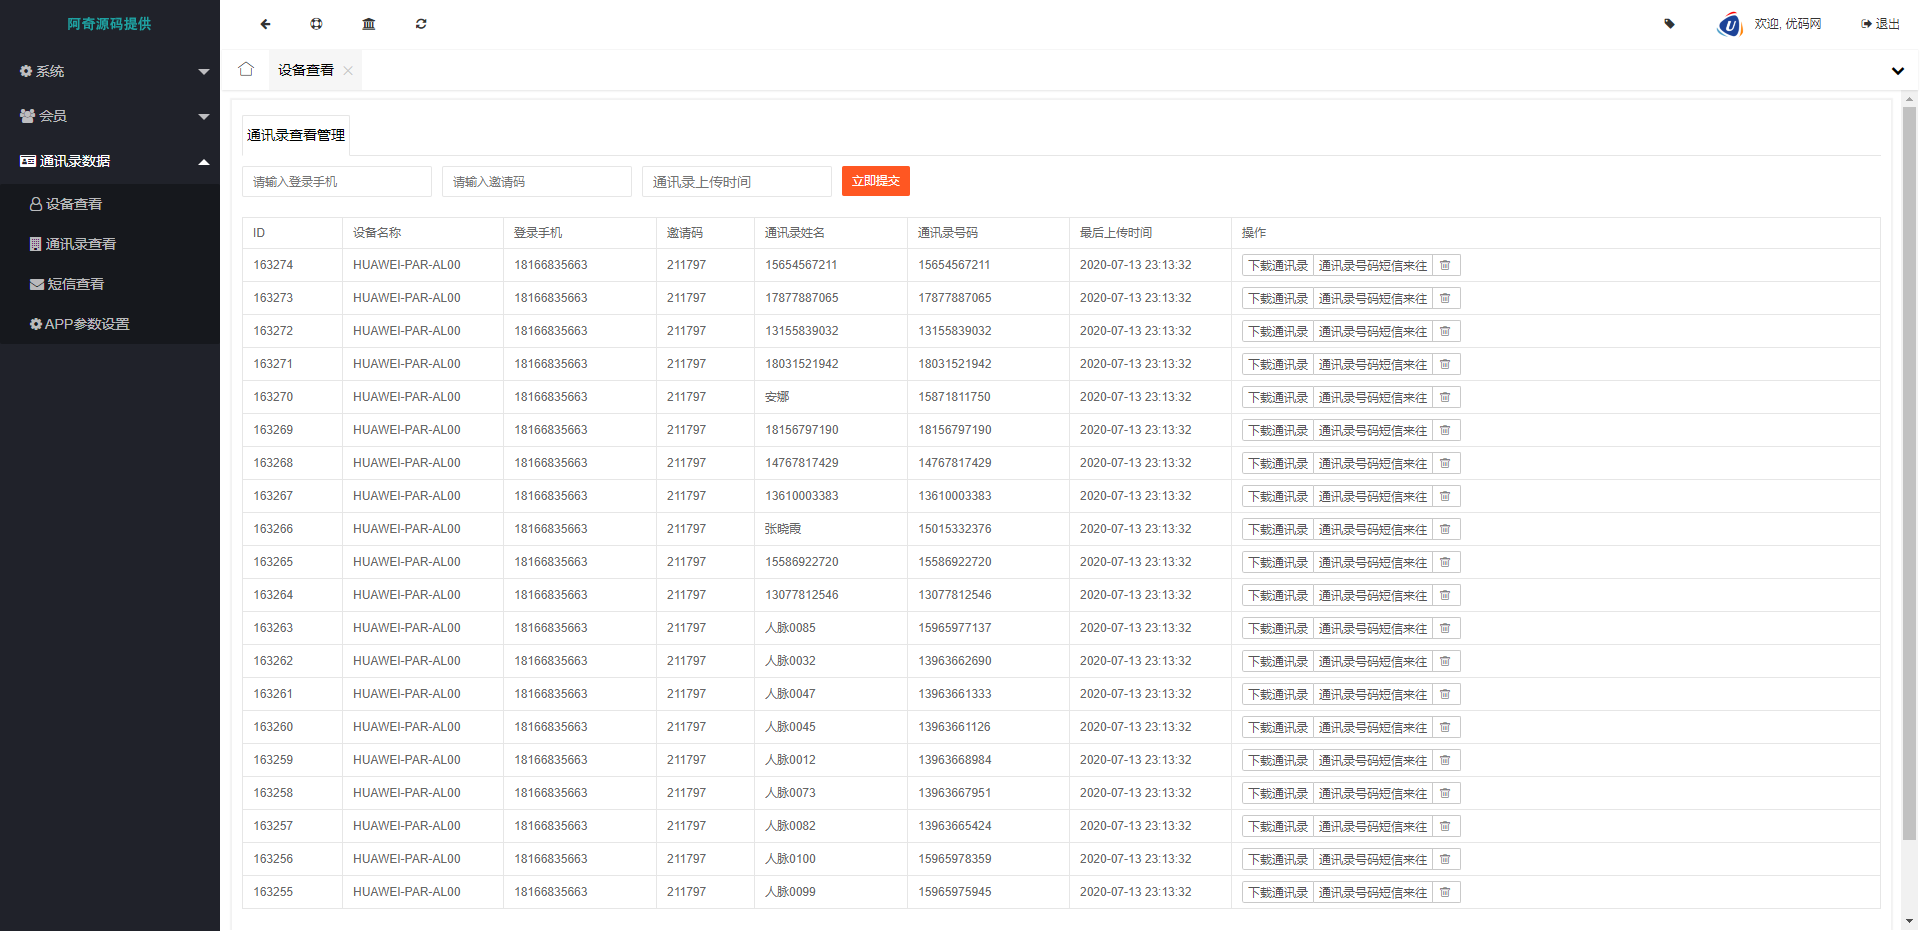 阿奇源码提供
欢迎, 优码网 退出
系统
会员
通讯录数据
设备查看
通讯录查看
短信查看
APP参数设置
设备查看
通讯录查看管理
请输入登录手机 请输入邀请码 通讯录上传时间 立即提交
ID 设备名称 登录手机 邀请码 通讯录姓名 通讯录号码 最后上传时间 操作
163274 HUAWEI-PAR-AL00 18166835663 211797 15654567211 15654567211 2020-07-13 23:13:32 下载通讯录 通讯录号码短信来往
163273 HUAWEI-PAR-AL00 18166835663 211797 17877887065 17877887065 2020-07-13 23:13:32 下载通讯录 通讯录号码短信来往
163272 HUAWEI-PAR-AL00 18166835663 211797 13155839032 13155839032 2020-07-13 23:13:32 下载通讯录 通讯录号码短信来往
163271 HUAWEI-PAR-AL00 18166835663 211797 18031521942 18031521942 2020-07-13 23:13:32 下载通讯录 通讯录号码短信来往
163270 HUAWEI-PAR-AL00 18166835663 211797 安娜 15871811750 2020-07-13 23:13:32 下载通讯录 通讯录号码短信来往
163269 HUAWEI-PAR-AL00 18166835663 211797 18156797190 18156797190 2020-07-13 23:13:32 下载通讯录 通讯录号码短信来往
163268 HUAWEI-PAR-AL00 18166835663 211797 14767817429 14767817429 2020-07-13 23:13:32 下载通讯录 通讯录号码短信来往
163267 HUAWEI-PAR-AL00 18166835663 211797 13610003383 13610003383 2020-07-13 23:13:32 下载通讯录 通讯录号码短信来往
163266 HUAWEI-PAR-AL00 18166835663 211797 张晓霞 15015332376 2020-07-13 23:13:32 下载通讯录 通讯录号码短信来往
163265 HUAWEI-PAR-AL00 18166835663 211797 15586922720 15586922720 2020-07-13 23:13:32 下载通讯录 通讯录号码短信来往
163264 HUAWEI-PAR-AL00 18166835663 211797 13077812546 13077812546 2020-07-13 23:13:32 下载通讯录 通讯录号码短信来往
163263 HUAWEI-PAR-AL00 18166835663 211797 人脉0085 15965977137 2020-07-13 23:13:32 下载通讯录 通讯录号码短信来往
163262 HUAWEI-PAR-AL00 18166835663 211797 人脉0032 13963662690 2020-07-13 23:13:32 下载通讯录 通讯录号码短信来往
163261 HUAWEI-PAR-AL00 18166835663 211797 人脉0047 13963661333 2020-07-13 23:13:32 下载通讯录 通讯录号码短信来往
163260 HUAWEI-PAR-AL00 18166835663 211797 人脉0045 13963661126 2020-07-13 23:13:32 下载通讯录 通讯录号码短信来往
163259 HUAWEI-PAR-AL00 18166835663 211797 人脉0012 13963668984 2020-07-13 23:13:32 下载通讯录 通讯录号码短信来往
163258 HUAWEI-PAR-AL00 18166835663 211797 人脉0073 13963667951 2020-07-13 23:13:32 下载通讯录 通讯录号码短信来往
163257 HUAWEI-PAR-AL00 18166835663 211797 人脉0082 13963665424 2020-07-13 23:13:32 下载通讯录 通讯录号码短信来往
163256 HUAWEI-PAR-AL00 18166835663 211797 人脉0100 15965978359 2020-07-13 23:13:32 下载通讯录 通讯录号码短信来往
163255 HUAWEI-PAR-AL00 18166835663 211797 人脉0099 15965975945 2020-07-13 23:13:32 下载通讯录 通讯录号码短信来往